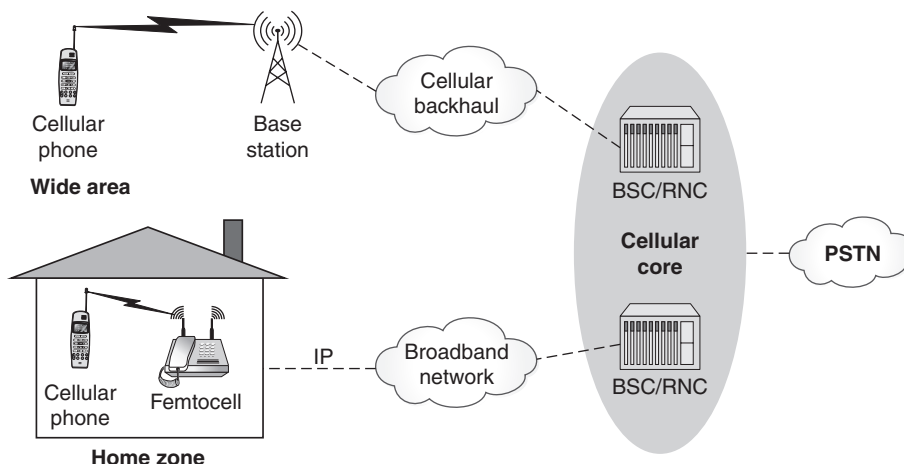 Cellular
phone
Base
station
Wide area
Cellular
backhaul
BSC/RNC
Cellular
core
PSTN
Cellular
phone
Femtocell
Home zone
IP
Broadband
network
BSC/RNC